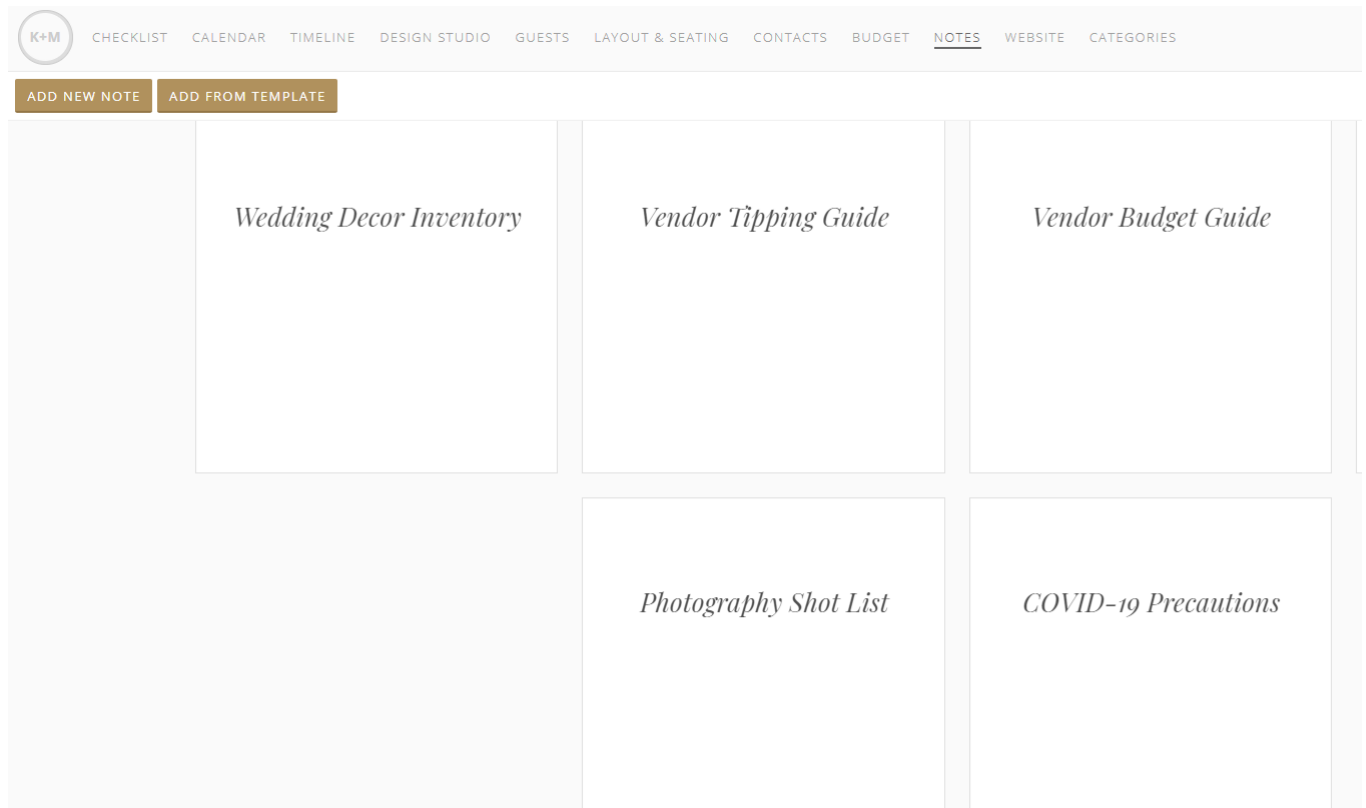 K+M
CHECKLIST CALENDAR TIMELINE DESIGN STUDIO GUESTS LAYOUT & SEATING CONTACTS BUDGET NOTES WEBSITE CATEGORIES
ADD NEW NOTE ADD FROM TEMPLATE
Wedding Decor Inventory Vendor Tipping Guide Vendor Budget Guide
Photography Shot List COVID-19 Precautions